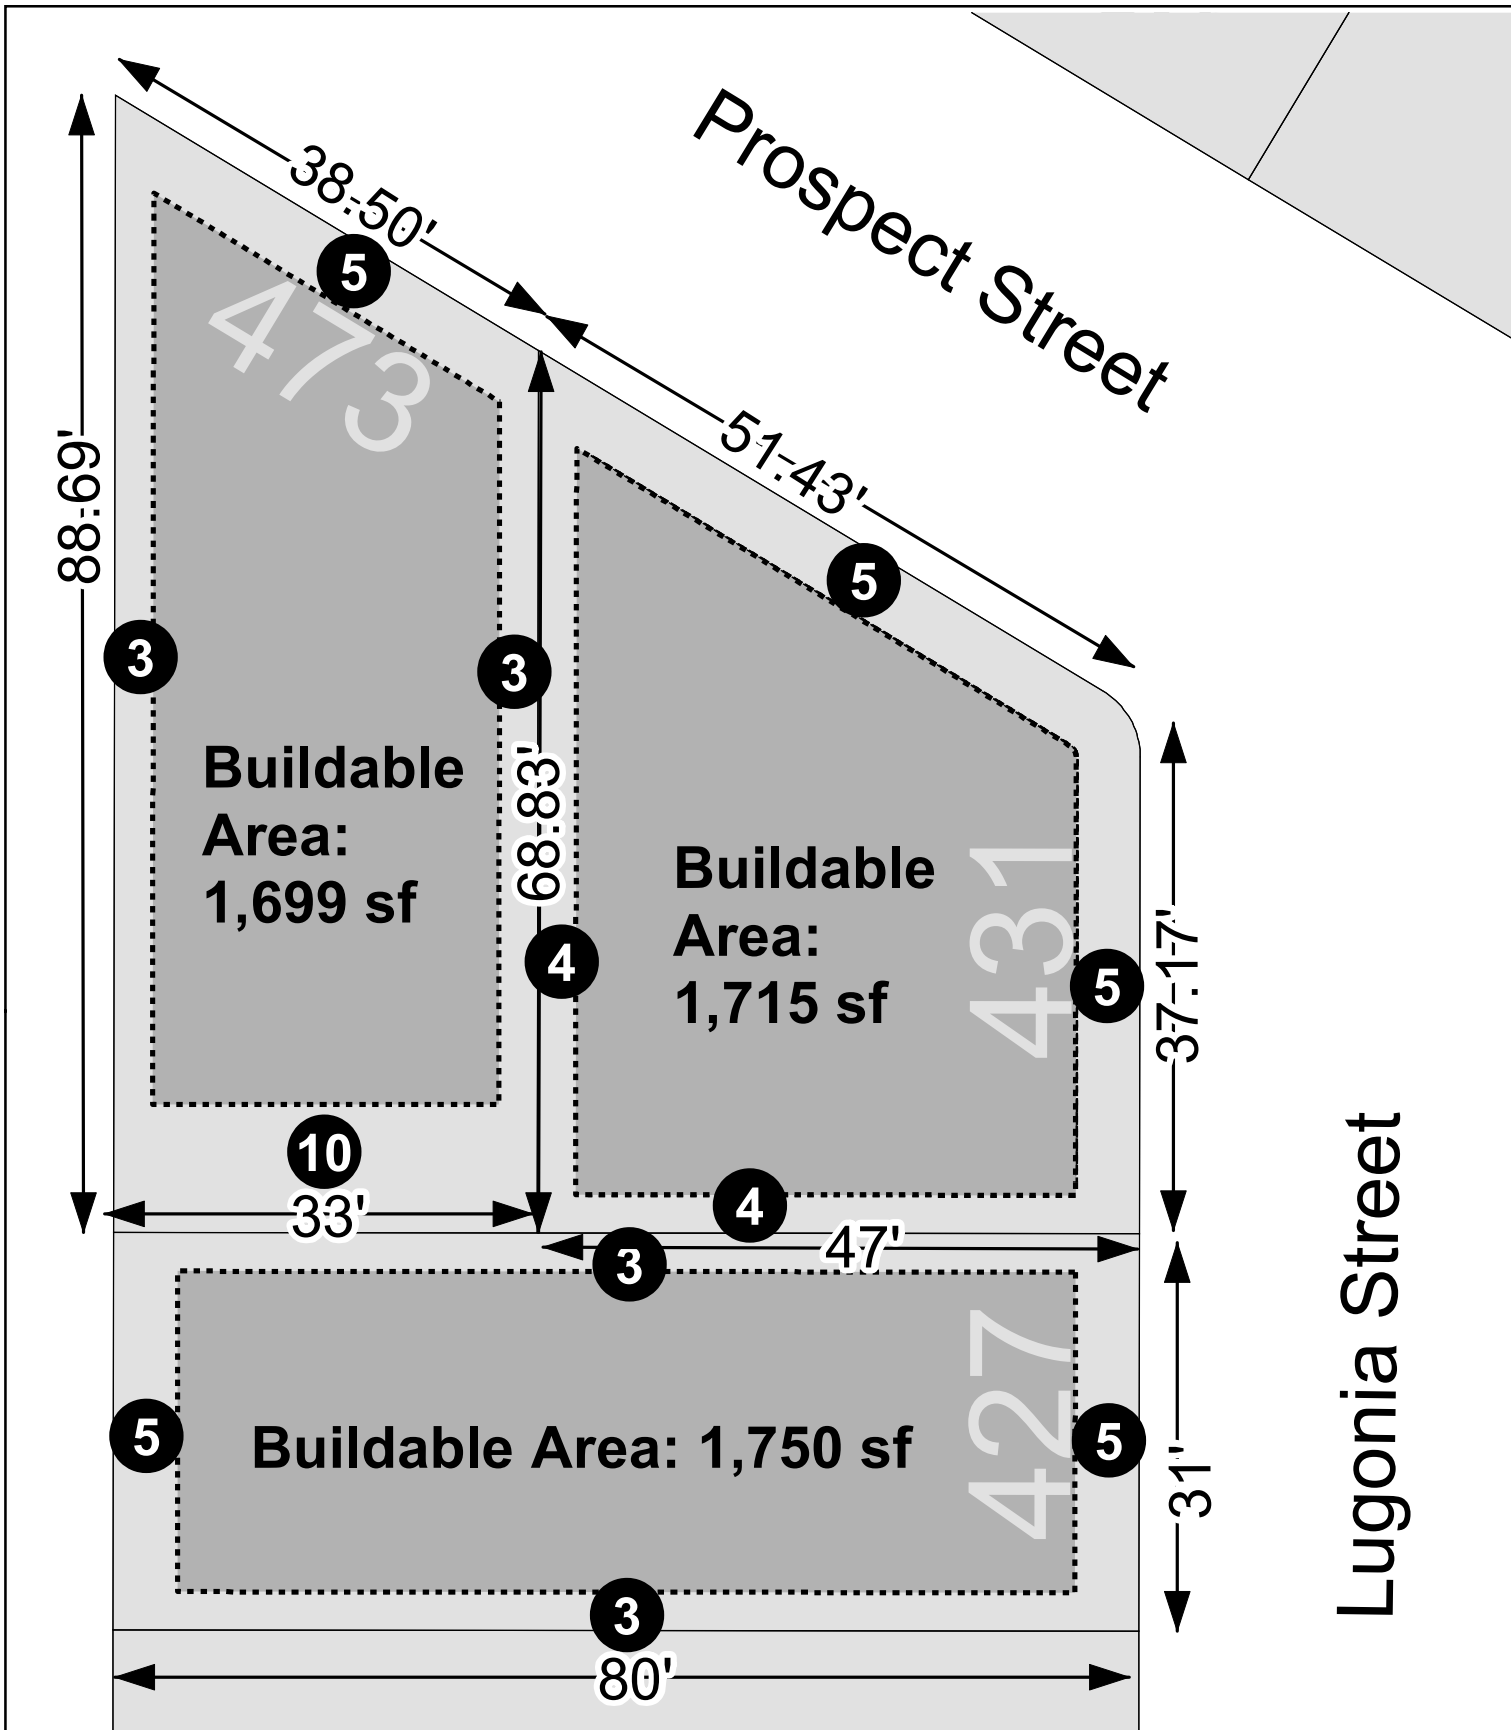 Prospect Street
38.50'
5
473
88.69'
51.43'
5
3
3
Buildable
Area:
1,699 sf
68.83'
Buildable
Area:
1,715 sf
431
4
5
37.17'
10
33'
4
47'
3
427
5
Buildable Area: 1,750 sf
5
31'
Lugonia Street
3
80'